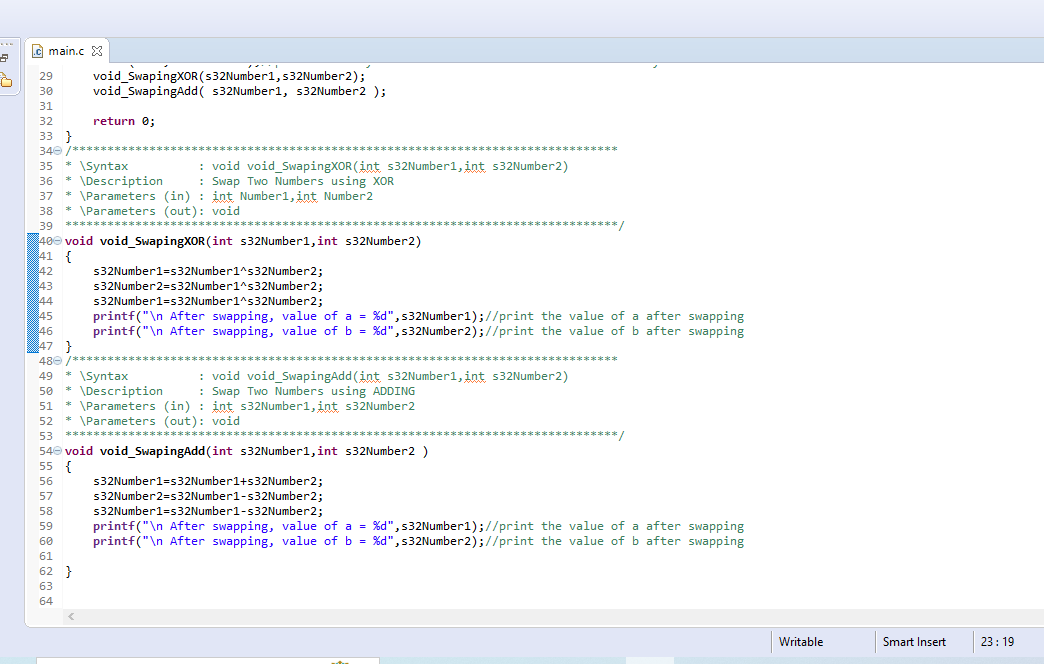 main.c
29 void_SwapingXOR(s32Number1,s32Number2);
30 void_SwapingAdd( s32Number1, s32Number2 );
31
32 return 0;
33 }
34 /******************************************************************************
35 * \Syntax : void void_SwapingXOR(int s32Number1,int s32Number2)
36 * \Description : Swap Two Numbers using XOR
37 * \Parameters (in) : int Number1,int Number2
38 * \Parameters (out): void
39 *******************************************************************************/
40 void void_SwapingXOR(int s32Number1,int s32Number2)
41 {
42 s32Number1=s32Number1^s32Number2;
43 s32Number2=s32Number1^s32Number2;
44 s32Number1=s32Number1^s32Number2;
45 printf("\n After swapping, value of a = %d",s32Number1);//print the value of a after swapping
46 printf("\n After swapping, value of b = %d",s32Number2);//print the value of b after swapping
47 }
48 /******************************************************************************
49 * \Syntax : void void_SwapingAdd(int s32Number1,int s32Number2)
50 * \Description : Swap Two Numbers using ADDING
51 * \Parameters (in) : int s32Number1,int s32Number2
52 * \Parameters (out): void
53 *******************************************************************************/
54 void void_SwapingAdd(int s32Number1,int s32Number2 )
55 {
56 s32Number1=s32Number1+s32Number2;
57 s32Number2=s32Number1-s32Number2;
58 s32Number1=s32Number1-s32Number2;
59 printf("\n After swapping, value of a = %d",s32Number1);//print the value of a after swapping
60 printf("\n After swapping, value of b = %d",s32Number2);//print the value of b after swapping
61
62 }
63
64
Writable Smart Insert 23 : 19